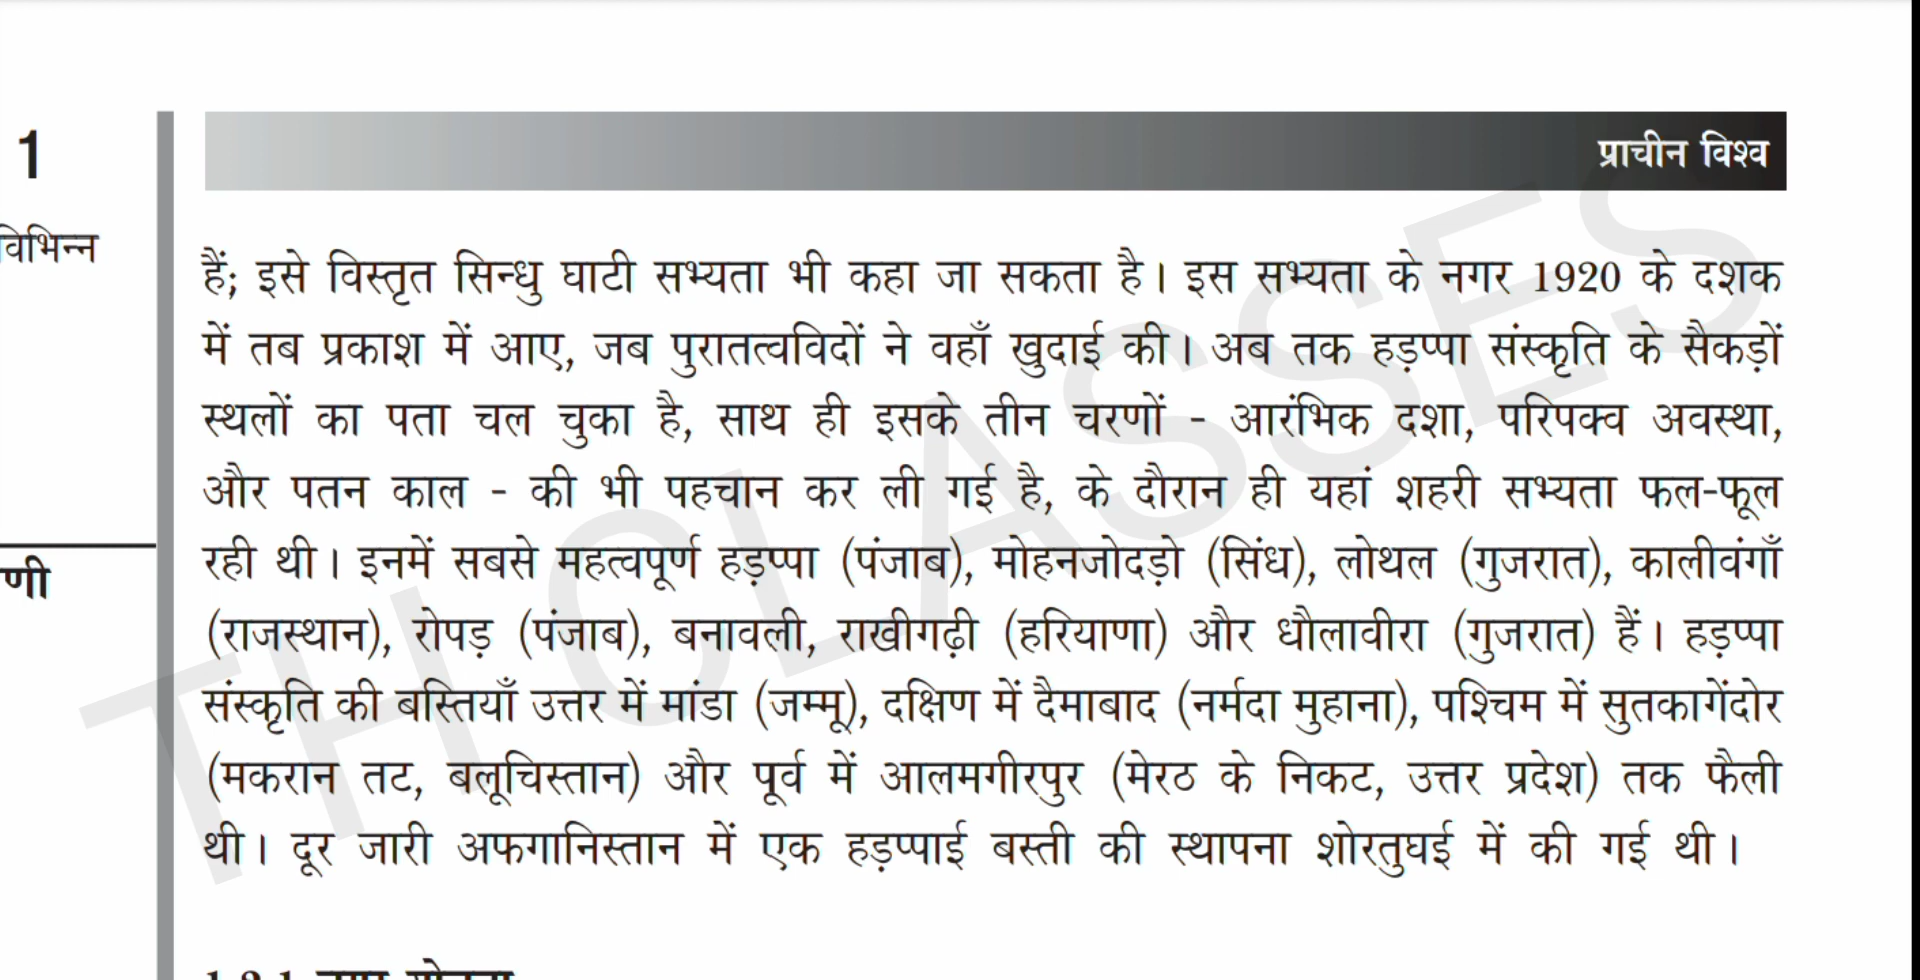 1
प्राचीन विश्व
विभिन्न
हैं; इसे विस्तृत सिन्धु घाटी सभ्यता भी कहा जा सकता है। इस सभ्यता के नगर 1920 के दशक
में तब प्रकाश में आए, जब पुरातत्वविदों ने वहाँ खुदाई की। अब तक हड़प्पा संस्कृति के सैकड़ों
स्थलों का पता चल चुका है, साथ ही इसके तीन चरणों - आरंभिक दशा, परिपक्व अवस्था,
और पतन काल - की भी पहचान कर ली गई है, के दौरान ही यहां शहरी सभ्यता फल-फूल
रही थी। इनमें सबसे महत्वपूर्ण हड़प्पा (पंजाब), मोहनजोदड़ो (सिंध), लोथल (गुजरात), कालीवंगाँ
णी
(राजस्थान), रोपड़ (पंजाब), बनावली, राखीगढ़ी (हरियाणा) और धौलावीरा (गुजरात) हैं। हड़प्पा
संस्कृति की बस्तियाँ उत्तर में मांडा (जम्मू), दक्षिण में दैमाबाद (नर्मदा मुहाना), पश्चिम में सुतकागेंदोर
(मकरान तट, बलूचिस्तान) और पूर्व में आलमगीरपुर (मेरठ के निकट, उत्तर प्रदेश) तक फैली
थी। दूर जारी अफगानिस्तान में एक हड़प्पाई बस्ती की स्थापना शोरतुघई में की गई थी।
TH CLASSES